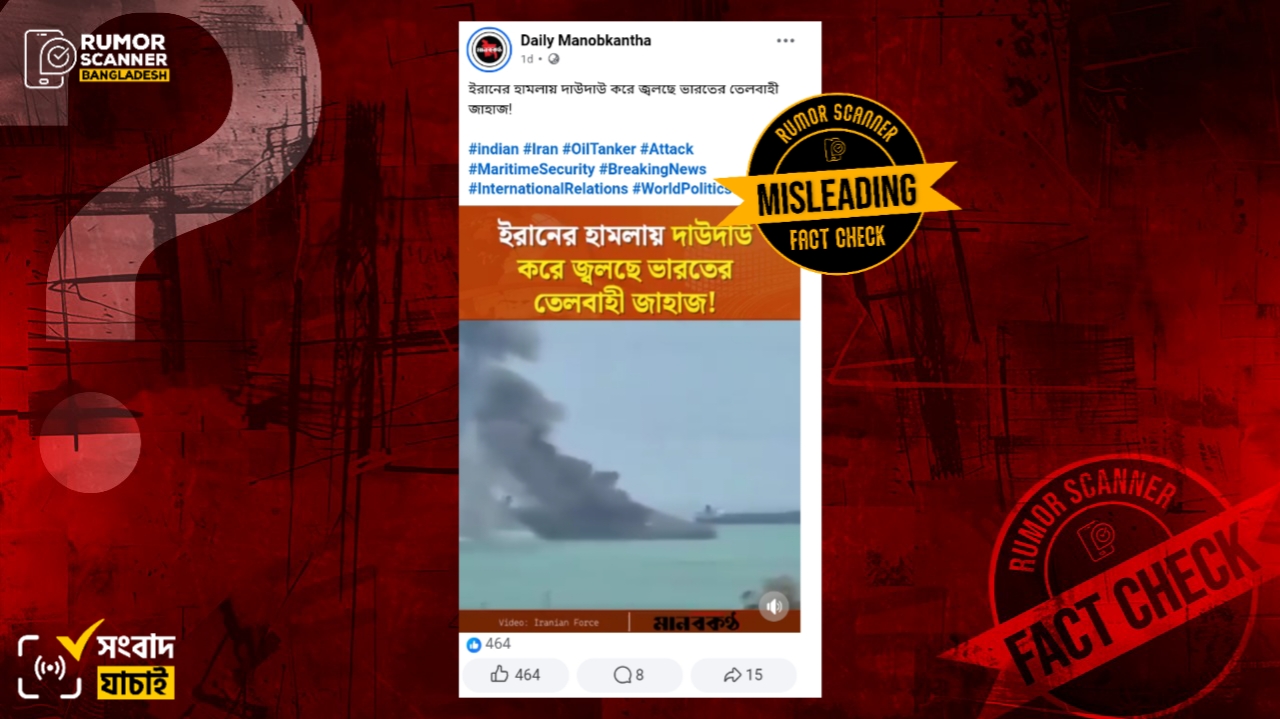 RUMOR
SCANNER
BANGLADESH
Daily Manobkantha
1d
ইরানের হামলায় দাউদাউ করে জ্বলছে ভারতের তেলবাহী
জাহাজ!
#indian #Iran #OilTanker #Attack
#MaritimeSecurity #BreakingNews
#InternationalRelations #WorldPolitics
RUMOR SCANNER
MISLEADING
FACT CHECK
ইরানের হামলায় দাউদাউ
করে জ্বলছে ভারতের
তেলবাহী জাহাজ!
Video: Iranian Force
মানবকণ্ঠ
464
464
8
15
RUMOR SCANNER
FACT CHECK
সংবাদ
যাচাই